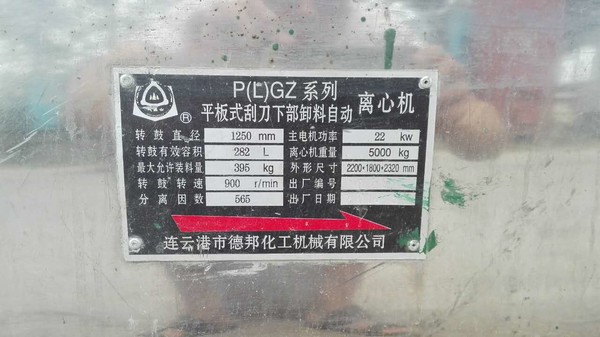 P(L)GZ 系列
平板式刮刀下部卸料自动 离心机
®
转鼓直径 1250 mm 主电机功率 22 kw
转鼓有效容积 282 L 离心机重量 5000 kg
最大允许装料量 395 kg 外形尺寸 2200*1800*2320 mm
转鼓转速 900 r/min 出厂编号
分离因数 565 出厂日期
连云港市德邦化工机械有限公司